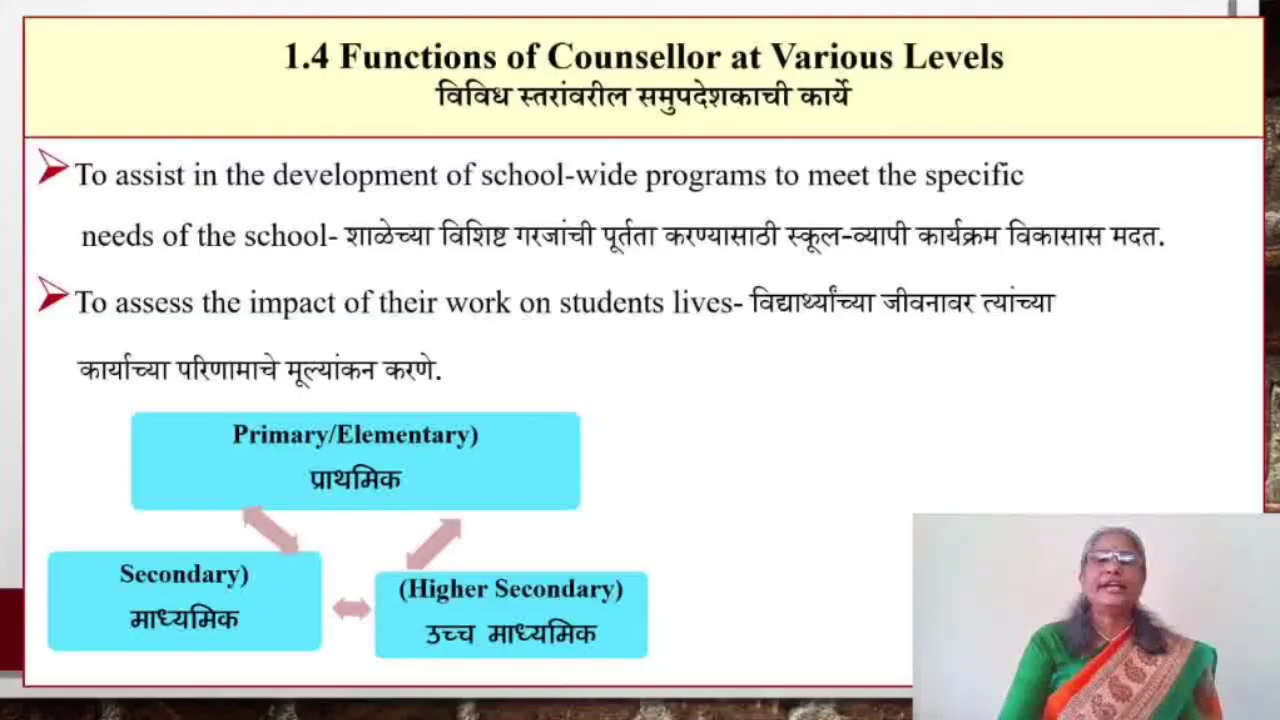 1.4 Functions of Counsellor at Various Levels
विविध स्तरांवरील समुपदेशकाची कार्ये
To assist in the development of school-wide programs to meet the specific
needs of the school- शाळेच्या विशिष्ट गरजांची पूर्तता करण्यासाठी स्कूल-व्यापी कार्यक्रम विकासास मदत.
To assess the impact of their work on students lives- विद्यार्थ्यांच्या जीवनावर त्यांच्या
कार्याच्या परिणामाचे मूल्यांकन करणे.
Primary/Elementary)
प्राथमिक
Secondary)
माध्यमिक
(Higher Secondary)
उच्च माध्यमिक